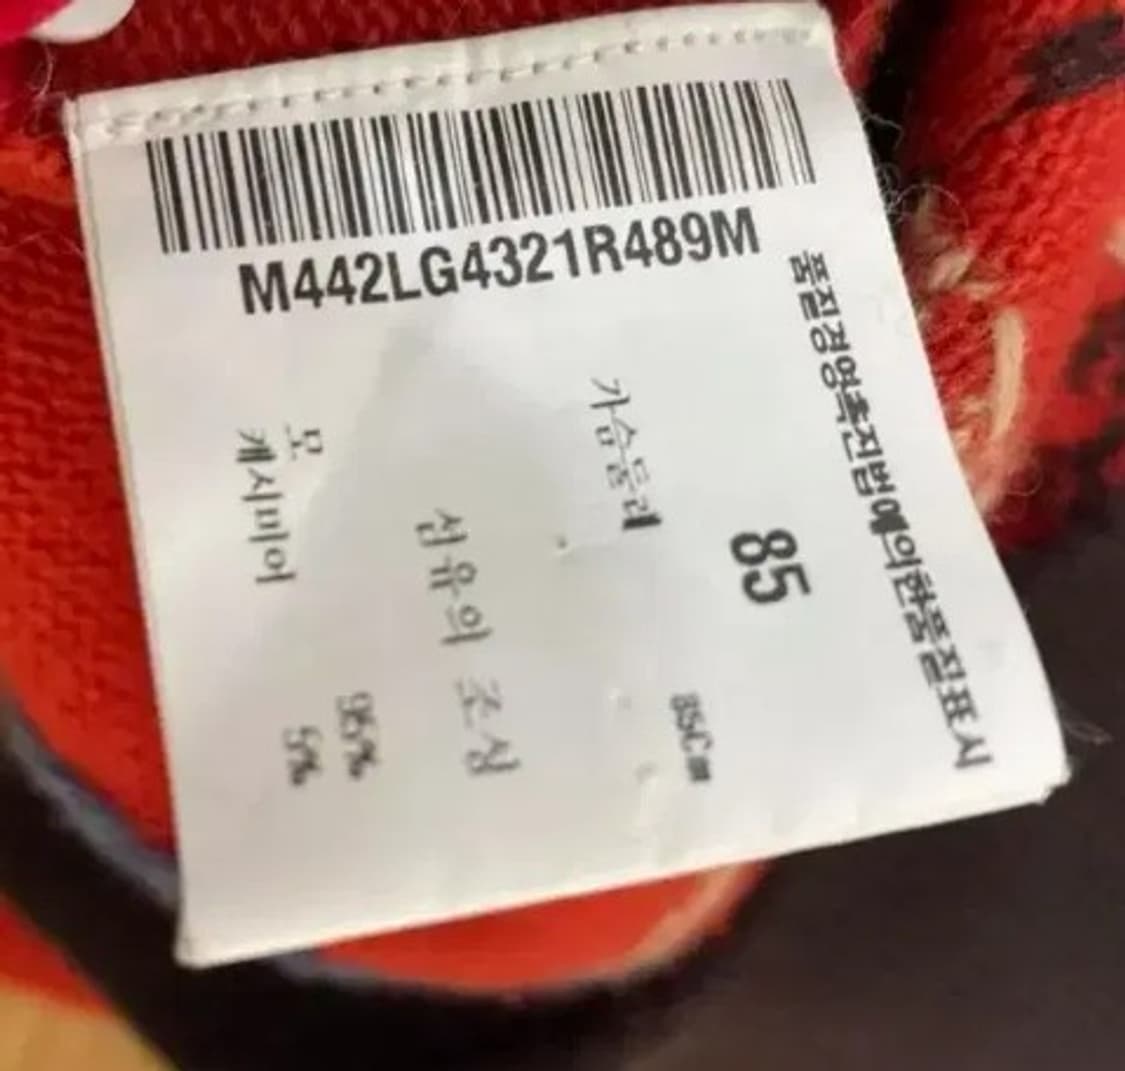 M442LG4321R489M
품질경영촉진법에의한품질표시
85
가슴둘레 85Cm
섬유의 조성
모 95%
캐시미어 5%